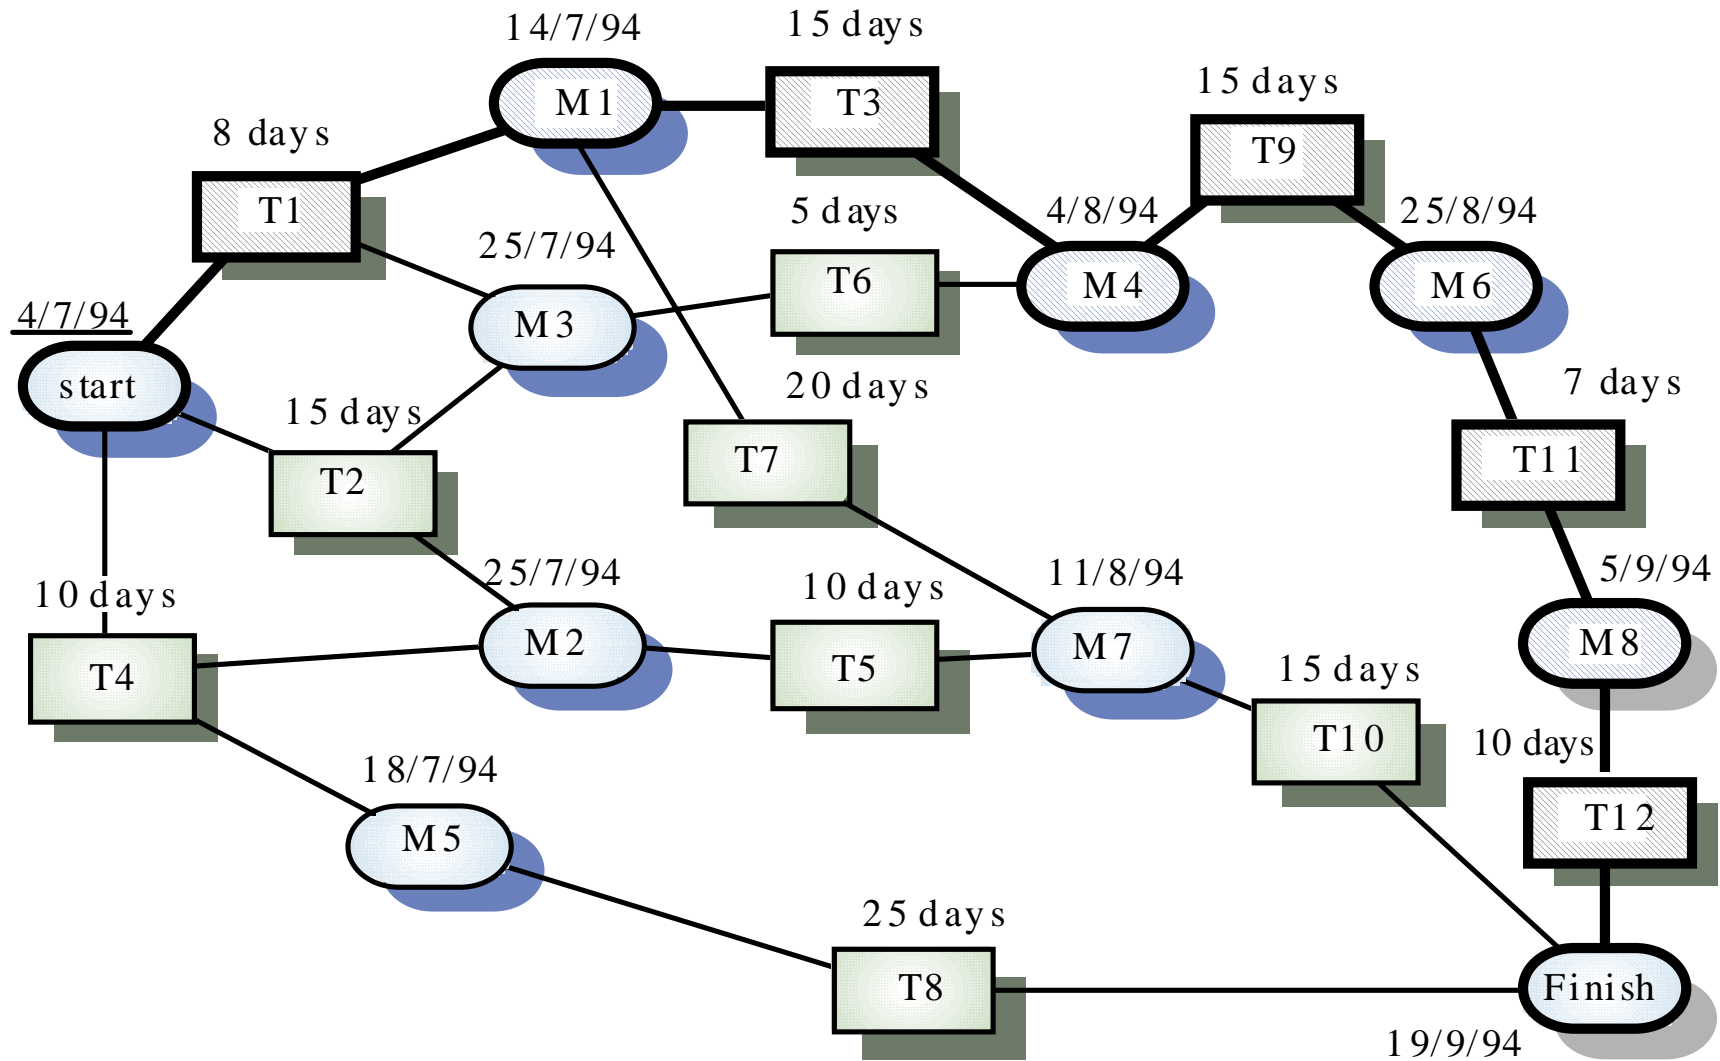 14/7/94
15 days
M1
T3
15 days
8 days
T9
T1
5 days
4/8/94
25/8/94
25/7/94
T6
M4
M6
4/7/94
M3
start
15 days
20 days
7 days
T2
T7
T11
25/7/94
11/8/94
5/9/94
10 days
10 days
M2
M7
M8
T4
T5
15 days
T10
10 days
18/7/94
T12
M5
25 days
T8
Finish
19/9/94